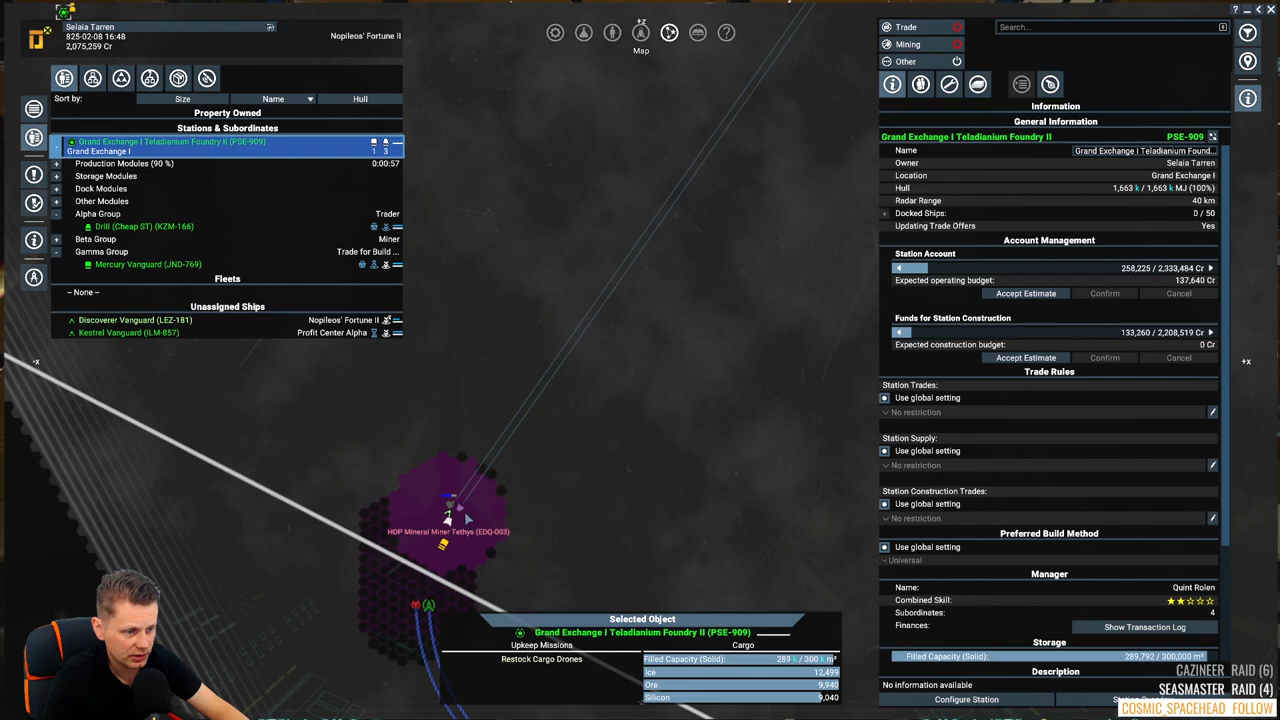 Selaia Tarren
825-02-08 16:48
2,075,259 Cr
Nopileos' Fortune II
+z
Map
Sort by:
Size
Name
Hull
Property Owned
Stations & Subordinates
Grand Exchange I Teladianium Foundry II (PSE-909)
Grand Exchange I
1
3
Production Modules (90 %)
0:00:57
Storage Modules
Dock Modules
Other Modules
Alpha Group
Trader
Drill (Cheap ST) (KZM-166)
Beta Group
Miner
Gamma Group
Trade for Build ...
Mercury Vanguard (JND-769)
Fleets
– None –
Unassigned Ships
Discoverer Vanguard (LEZ-181)
Nopileos' Fortune II
Kestrel Vanguard (ILM-857)
Profit Center Alpha
-x
+x
HOP Mineral Miner Tethys (EDQ-003)
Selected Object
Grand Exchange I Teladianium Foundry II (PSE-909)
Upkeep Missions
Cargo
Restock Cargo Drones
Filled Capacity (Solid):
289 k / 300 k m³
Ice
12,499
Ore
9,940
Silicon
9,040
Trade
Mining
Other
Search...
Information
General Information
Grand Exchange I Teladianium Foundry II
PSE-909
Name
Grand Exchange I Teladianium Found...
Owner
Selaia Tarren
Location
Grand Exchange I
Hull
1,663 k / 1,663 k MJ (100%)
Radar Range
40 km
Docked Ships:
0 / 50
Updating Trade Offers
Yes
Account Management
Station Account
258,225 / 2,333,484 Cr
Expected operating budget:
137,640 Cr
Accept Estimate
Confirm
Cancel
Funds for Station Construction
133,260 / 2,208,519 Cr
Expected construction budget:
0 Cr
Accept Estimate
Confirm
Cancel
Trade Rules
Station Trades:
Use global setting
No restriction
Station Supply:
Use global setting
No restriction
Station Construction Trades:
Use global setting
No restriction
Preferred Build Method
Use global setting
Universal
Manager
Name:
Quint Rolen
Combined Skill:
Subordinates:
4
Finances:
Show Transaction Log
Storage
Filled Capacity (Solid):
289,792 / 300,000 m³
Description
No information available
Configure Station
CAZINEER RAID (6)
SEASMASTER RAID (4)
COSMIC_SPACEHEAD FOLLOW